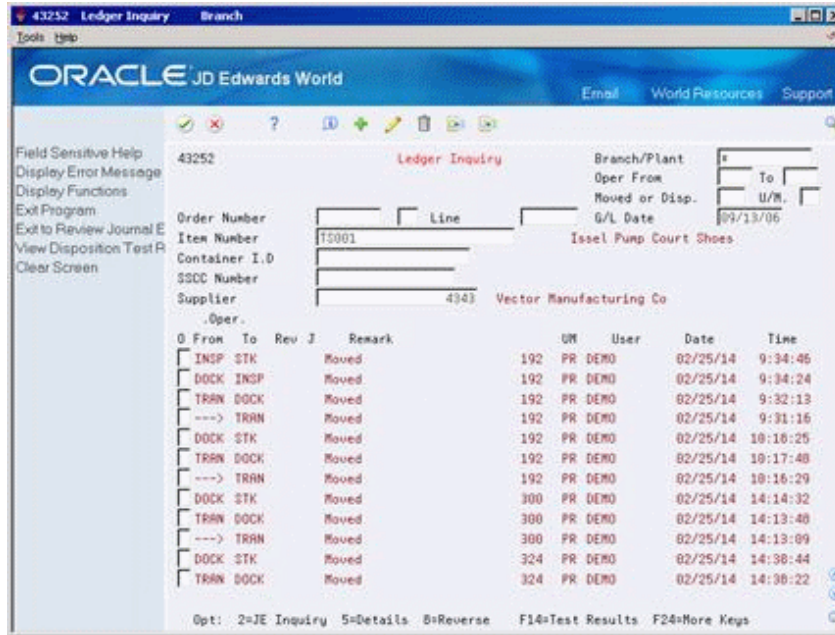 43252 Ledger Inquiry Branch
Tools Help
ORACLE JD Edwards World
Email World Resources Support
Field Sensitive Help
Display Error Message
Display Functions
Exit Program
Exit to Review Journal E
View Disposition Test R
Clear Screen
43252 Ledger Inquiry Branch/Plant *
Oper From To
Moved or Disp. U/M.
Order Number Line G/L Date 09/13/06
Item Number TS001 Issel Pump Court Shoes
Container I.D
SSCC Number
Supplier 4343 Vector Manufacturing Co
.Oper.
O From To Rev J Remark UM User Date Time
INSP STK Moved 192 PR DEMO 02/25/14 9:34:46
DOCK INSP Moved 192 PR DEMO 02/25/14 9:34:24
TRAN DOCK Moved 192 PR DEMO 02/25/14 9:32:13
---> TRAN Moved 192 PR DEMO 02/25/14 9:31:16
DOCK STK Moved 192 PR DEMO 02/25/14 10:18:25
TRAN DOCK Moved 192 PR DEMO 02/25/14 10:17:48
---> TRAN Moved 192 PR DEMO 02/25/14 10:16:29
DOCK STK Moved 300 PR DEMO 02/25/14 14:14:32
TRAN DOCK Moved 300 PR DEMO 02/25/14 14:13:48
---> TRAN Moved 300 PR DEMO 02/25/14 14:13:09
DOCK STK Moved 324 PR DEMO 02/25/14 14:38:44
TRAN DOCK Moved 324 PR DEMO 02/25/14 14:38:22
Opt: 2=JE Inquiry 5=Details 8=Reverse F14=Test Results F24=More Keys